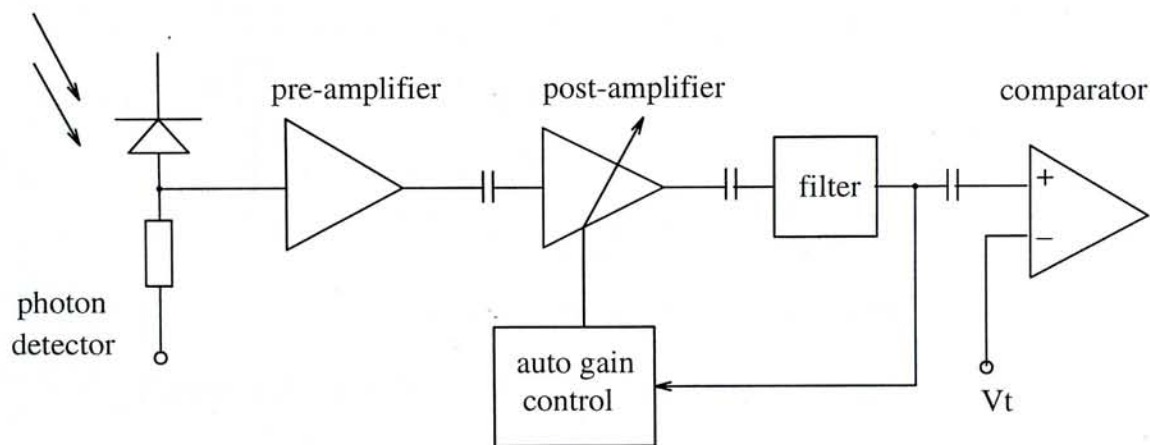 pre-amplifier
post-amplifier
comparator
filter
+
−
photon
detector
auto gain
control
Vt